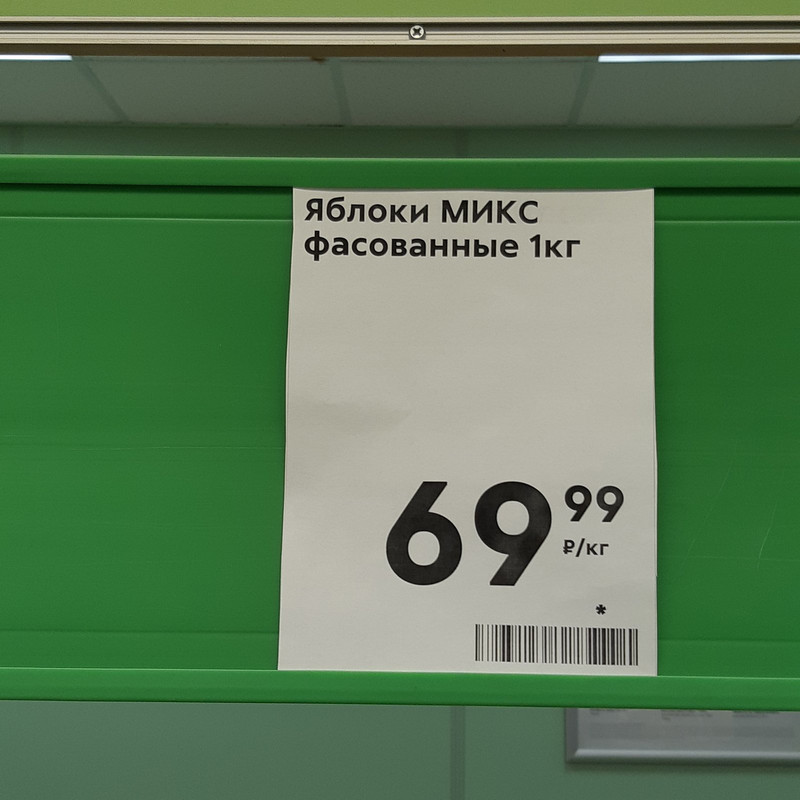 Яблоки МИКС
фасованные 1кг
69 99
₽/кг
*